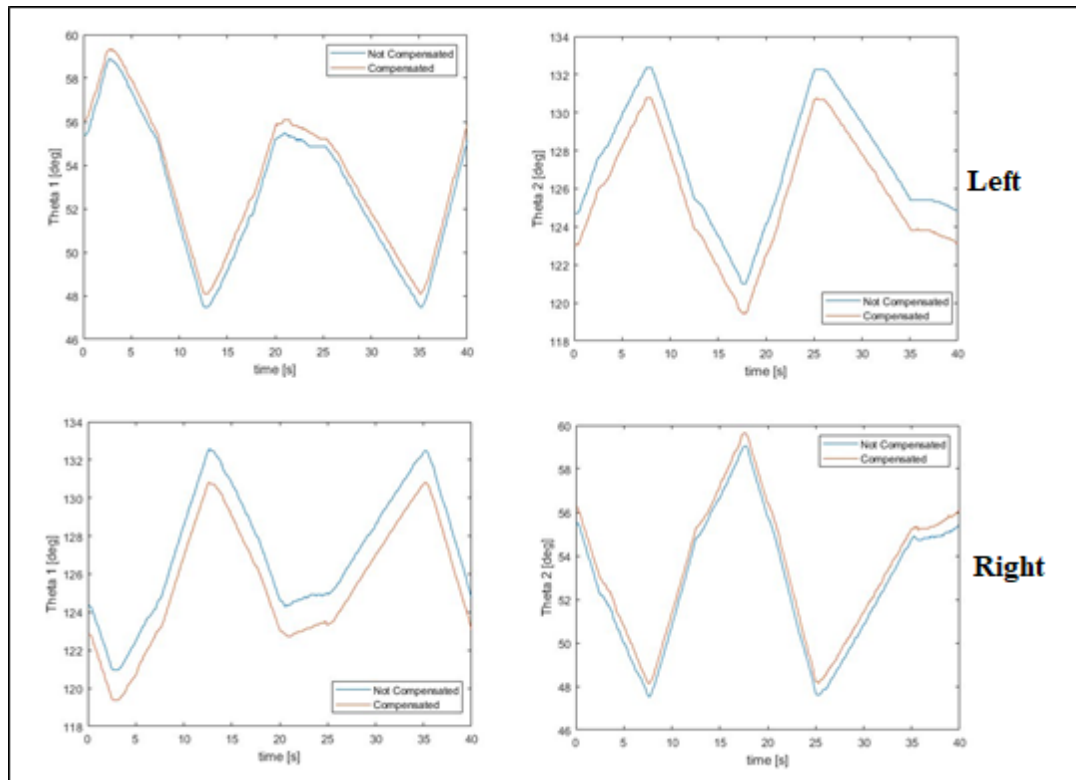 60
58
56
54
52
50
48
46
Theta 1 [deg]
0 5 10 15 20 25 30 35 40
time [s]
Not Compensated
Compensated
134
132
130
128
126
124
122
120
118
Theta 2 [deg]
0 5 10 15 20 25 30 35 40
time [s]
Not Compensated
Compensated
Left
134
132
130
128
126
124
122
120
118
Theta 1 [deg]
0 5 10 15 20 25 30 35 40
time [s]
Not Compensated
Compensated
60
58
56
54
52
50
48
46
Theta 2 [deg]
0 5 10 15 20 25 30 35 40
time [s]
Not Compensated
Compensated
Right